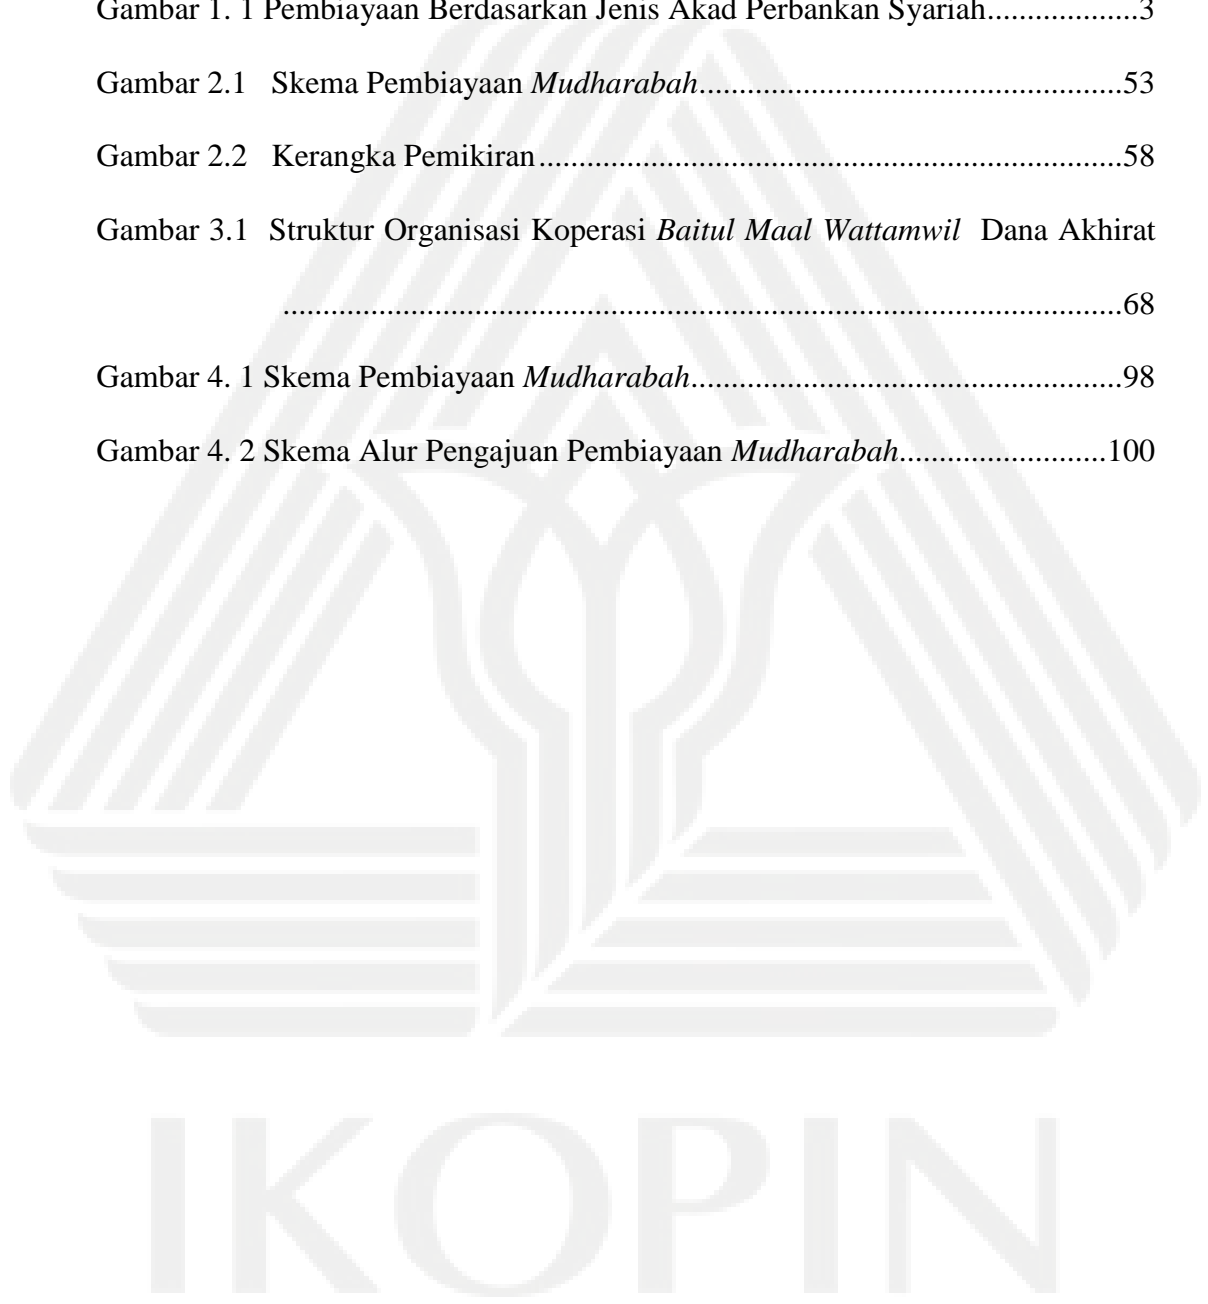 Gambar 1. 1 Pembiayaan Berdasarkan Jenis Akad Perbankan Syariah...................3
Gambar 2.1 Skema Pembiayaan Mudharabah.....................................................53
Gambar 2.2 Kerangka Pemikiran.........................................................................58
Gambar 3.1 Struktur Organisasi Koperasi Baitul Maal Wattamwil Dana Akhirat
.........................................................................................................68
Gambar 4. 1 Skema Pembiayaan Mudharabah......................................................98
Gambar 4. 2 Skema Alur Pengajuan Pembiayaan Mudharabah..........................100
IKOPIN